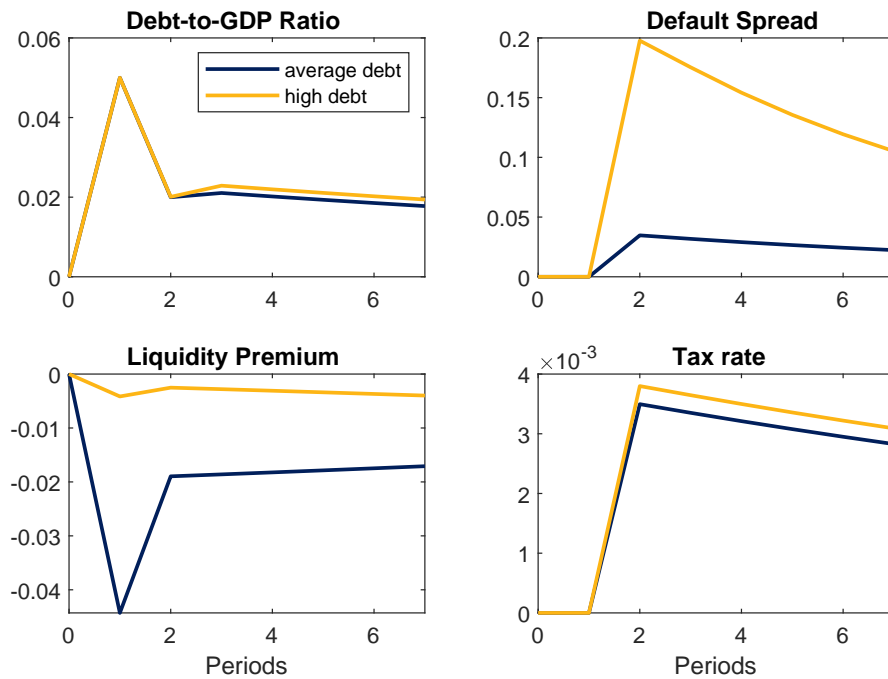 Debt-to-GDP Ratio
0.06
0.04
0.02
0
0 2 4 6
average debt
high debt
Default Spread
0.2
0.15
0.1
0.05
0
0 2 4 6
Liquidity Premium
0
-0.01
-0.02
-0.03
-0.04
0 2 4 6
Periods
Tax rate
×10⁻³
4
3
2
1
0
0 2 4 6
Periods